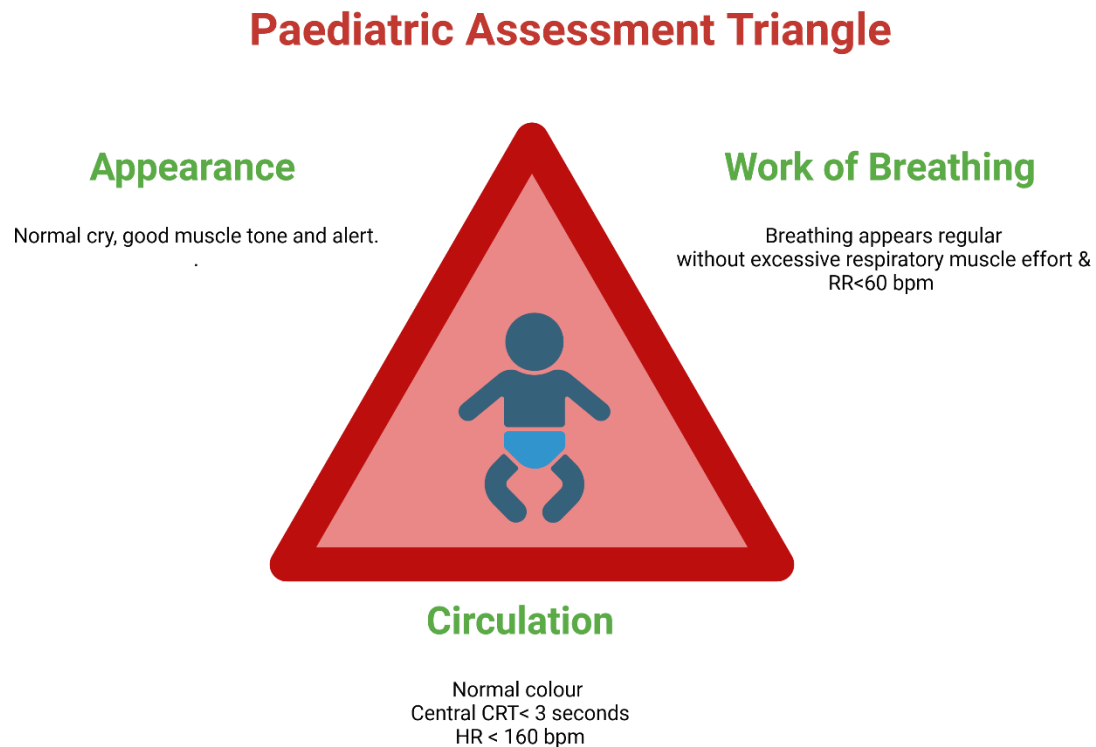 Paediatric Assessment Triangle
Appearance
Normal cry, good muscle tone and alert.
.
Work of Breathing
Breathing appears regular
without excessive respiratory muscle effort &
RR<60 bpm
Circulation
Normal colour
Central CRT< 3 seconds
HR < 160 bpm